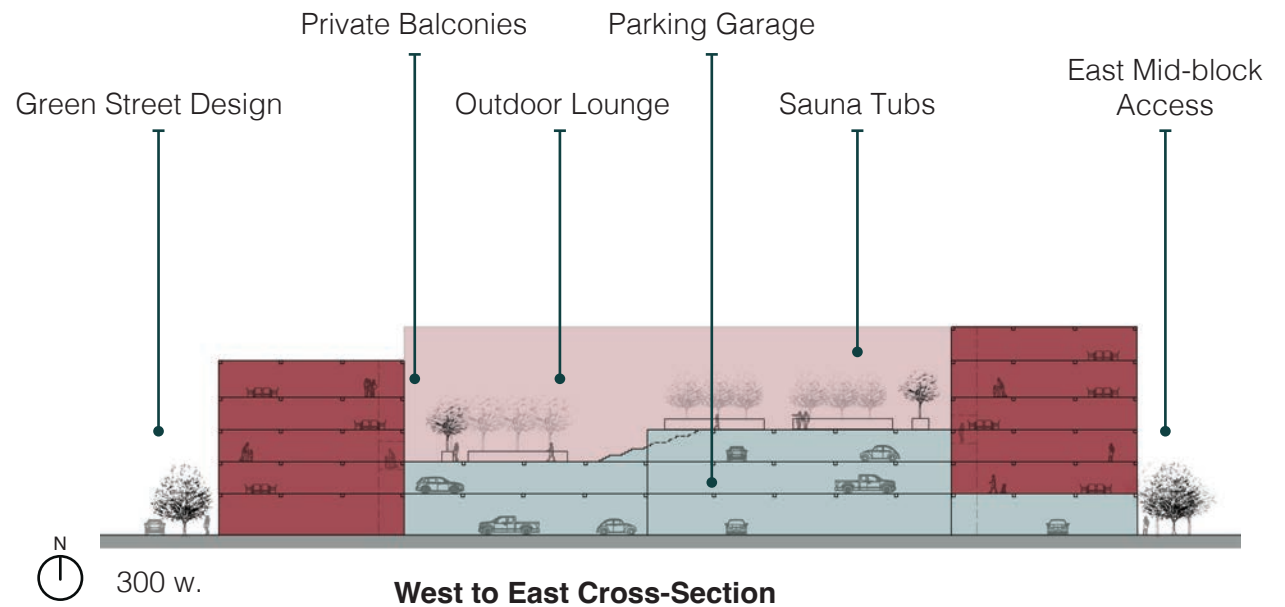 Private Balconies
Parking Garage
Green Street Design
Outdoor Lounge
Sauna Tubs
East Mid-block
Access
N
300 w.
West to East Cross-Section